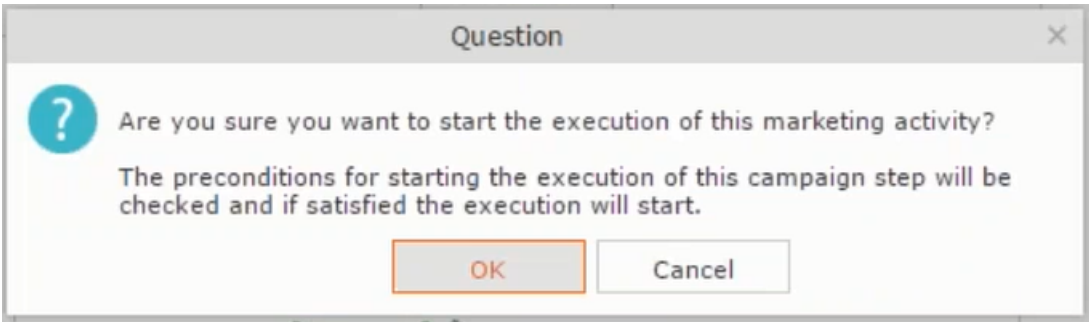 Question
Are you sure you want to start the execution of this marketing activity?
The preconditions for starting the execution of this campaign step will be
checked and if satisfied the execution will start.
OK Cancel